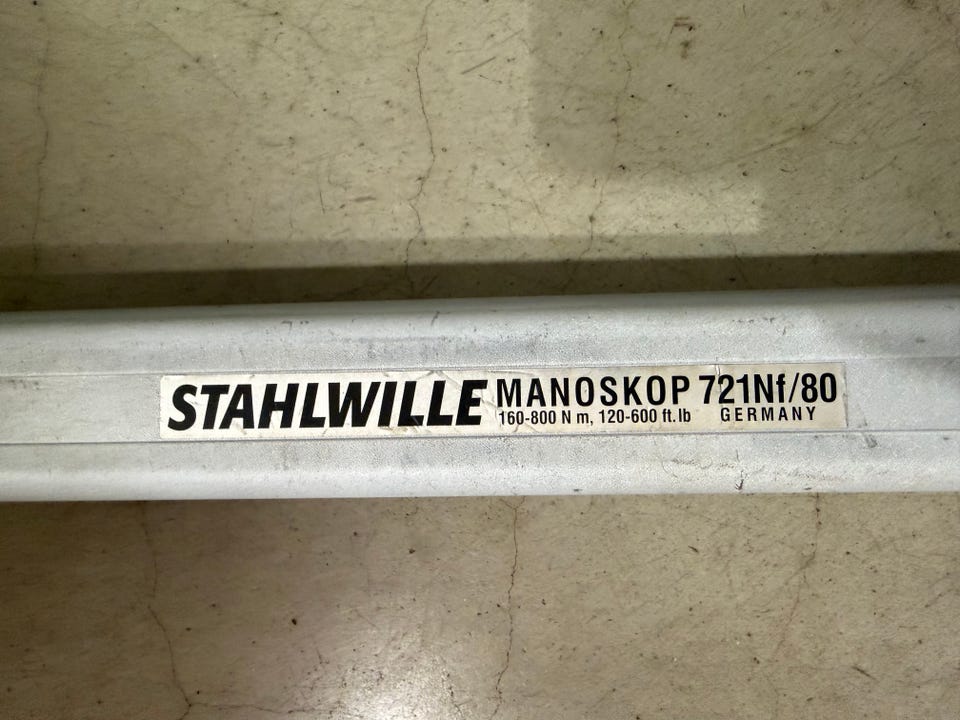 STAHLWILLE MANOSKOP 721Nf/80
160-800 N m, 120-600 ft.lb GERMANY